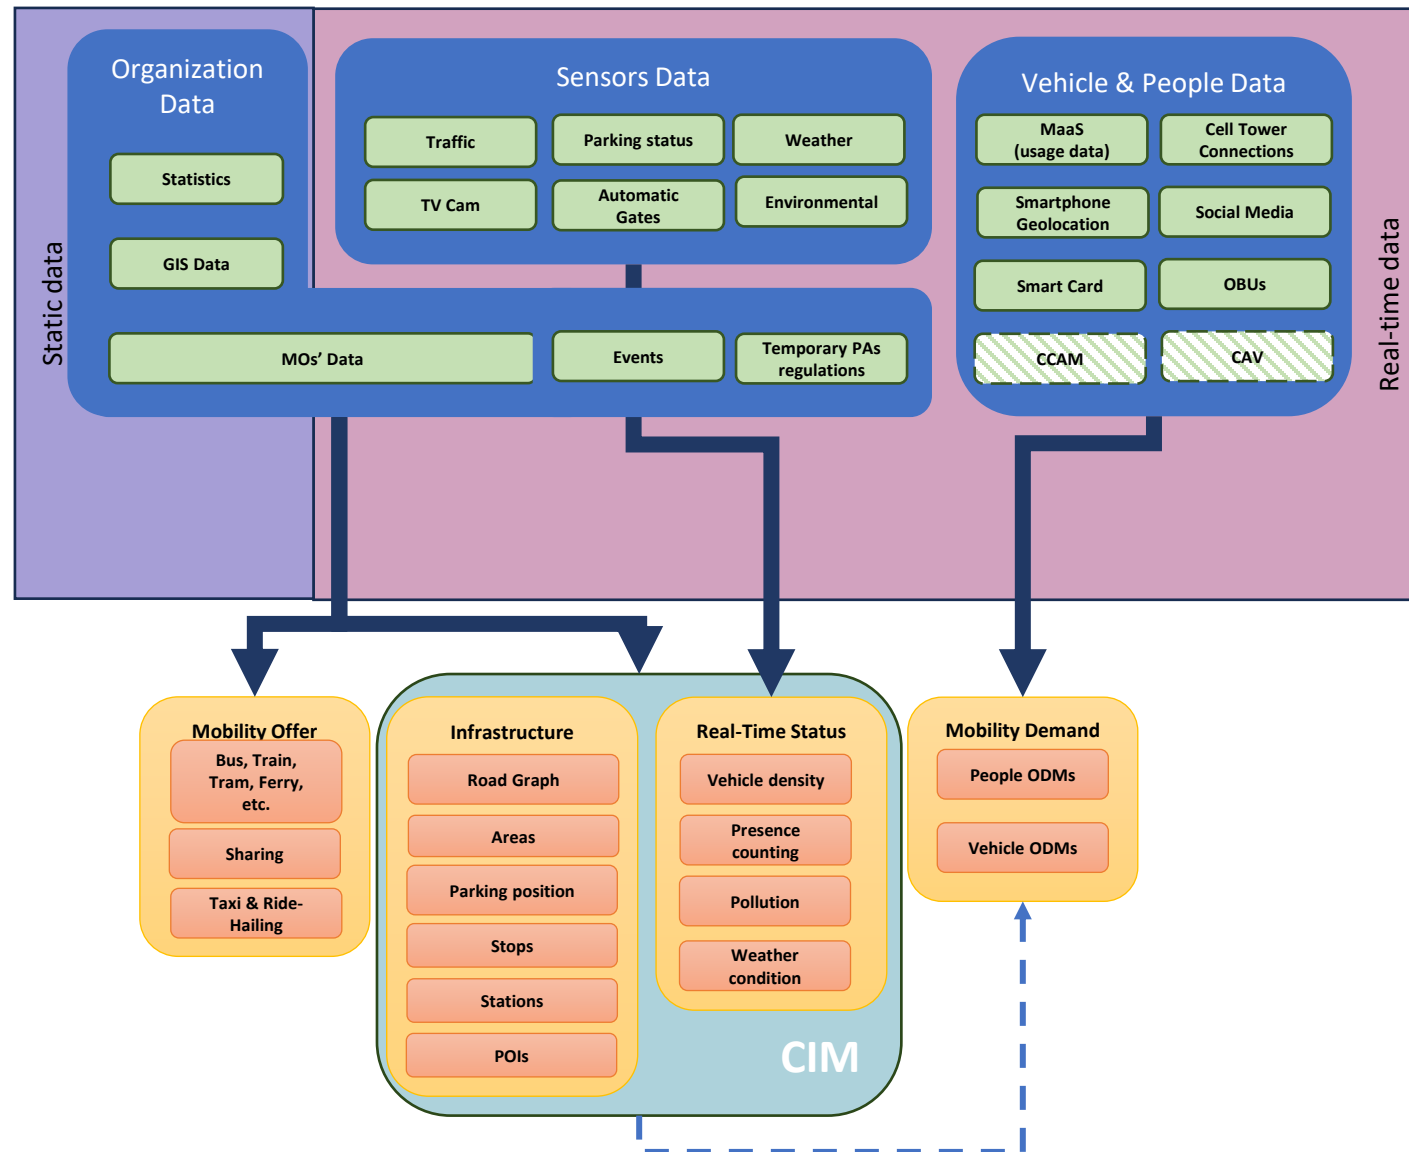 Static data
Organization
Data
Statistics
GIS Data
MOs’ Data
Sensors Data
Traffic
Parking status
Weather
TV Cam
Automatic
Gates
Environmental
Events
Temporary PAs
regulations
Vehicle & People Data
MaaS
(usage data)
Cell Tower
Connections
Smartphone
Geolocation
Social Media
Smart Card
OBUs
CCAM
CAV
Real-time data
Mobility Offer
Bus, Train,
Tram, Ferry,
etc.
Sharing
Taxi & Ride-
Hailing
Infrastructure
Road Graph
Areas
Parking position
Stops
Stations
POIs
Real-Time Status
Vehicle density
Presence
counting
Pollution
Weather
condition
CIM
Mobility Demand
People ODMs
Vehicle ODMs